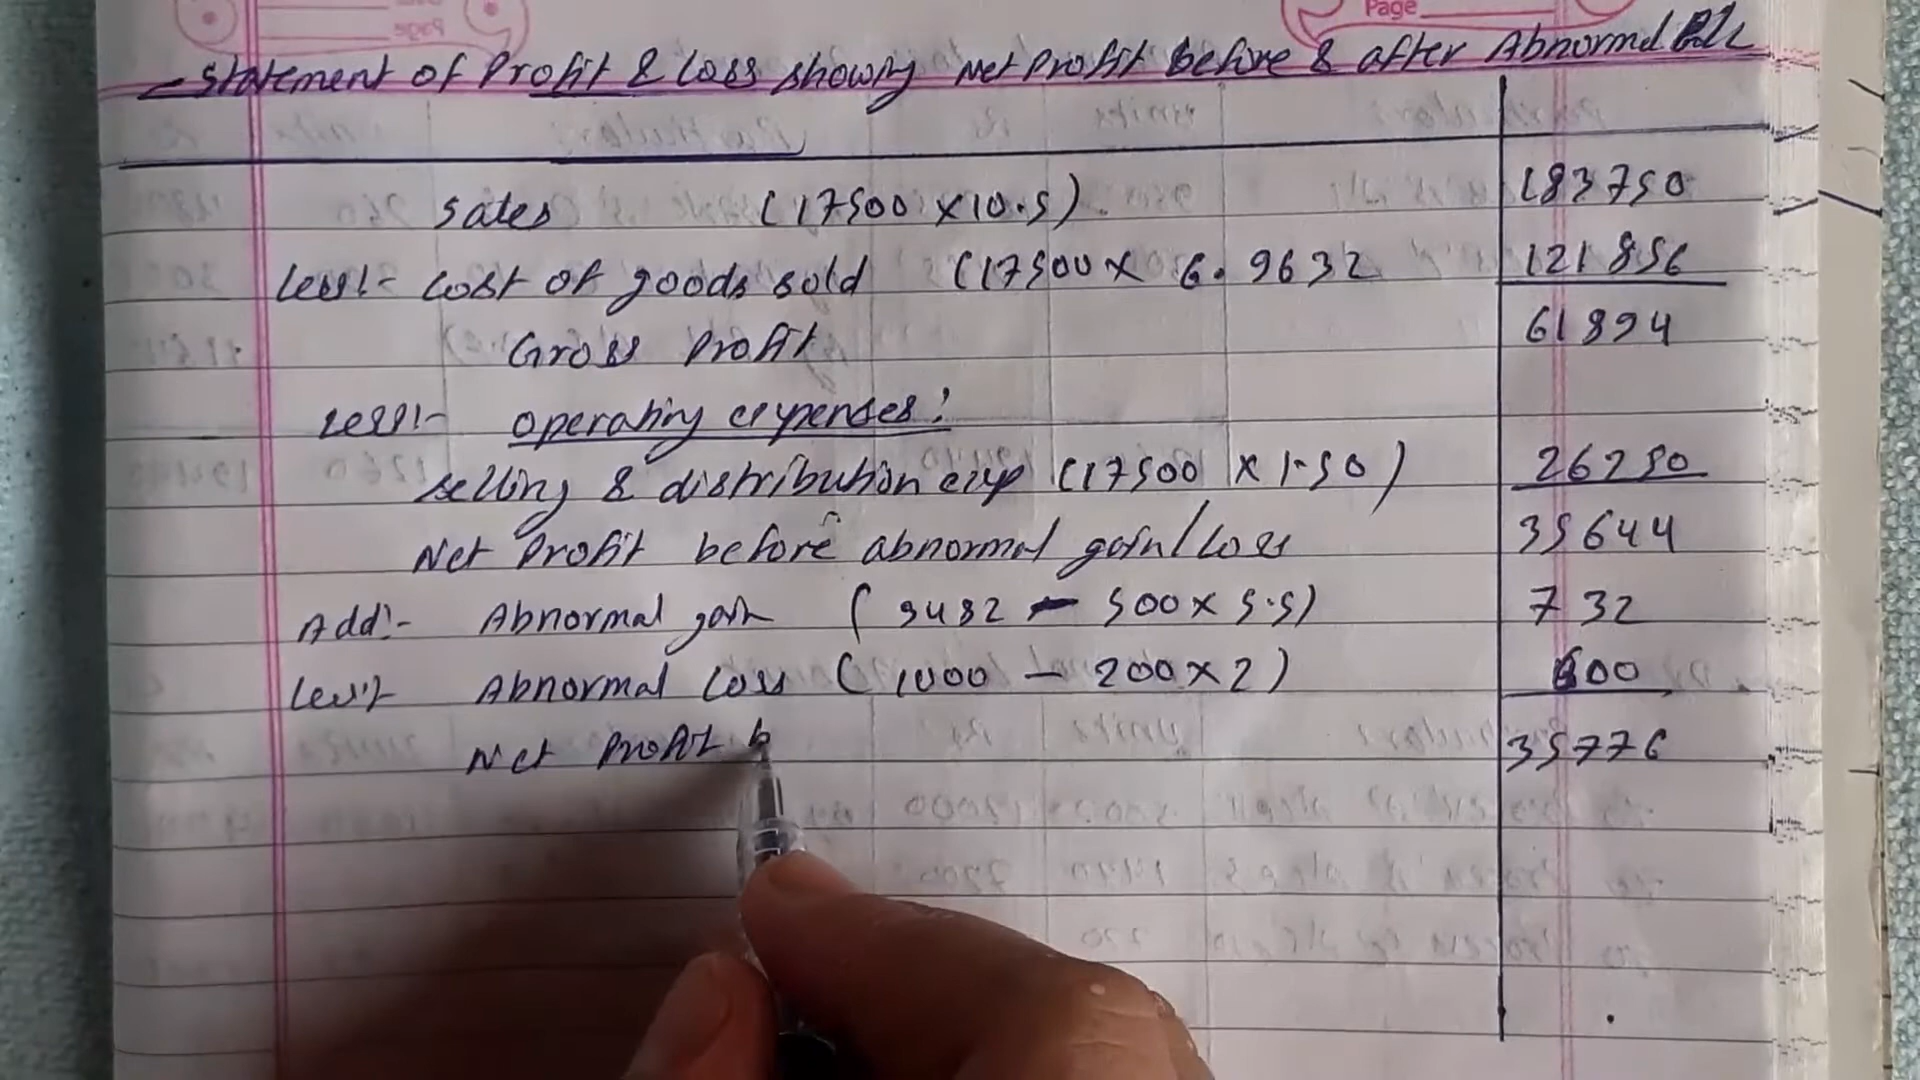 Page
Statement of Profit & Loss showing Net Profit before & after Abnormal
Sales (17500 x 10.5) 183750
Less:- Cost of goods sold (17500 x 6.9632 121856
Gross Profit 61894
Less:- operating expenses:
Selling & distribution exp (17500 x 1.50) 26250
Net Profit before abnormal gain/Loss 35644
Add:- Abnormal gain (3482 - 500 x 5.5) 732
Less:- Abnormal Loss (1000 - 200 x 2) 600
Net Profit b 35776